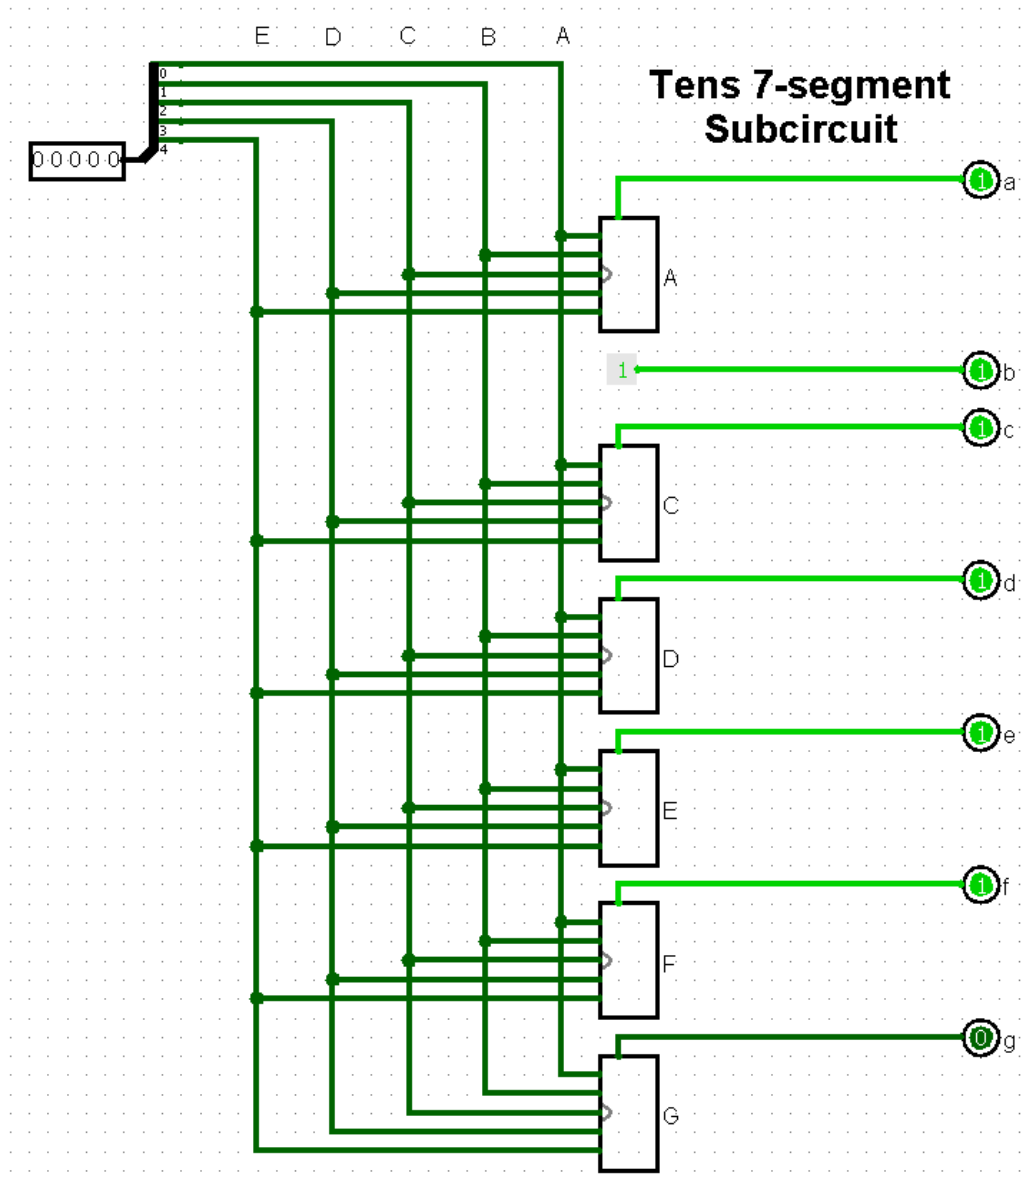 E D C B A
Tens 7-segment
Subcircuit
0
1
2
3
4
00000
1 a
A
1 1 b
1 c
C
1 d
D
1 e
E
1 f
F
0 g
G